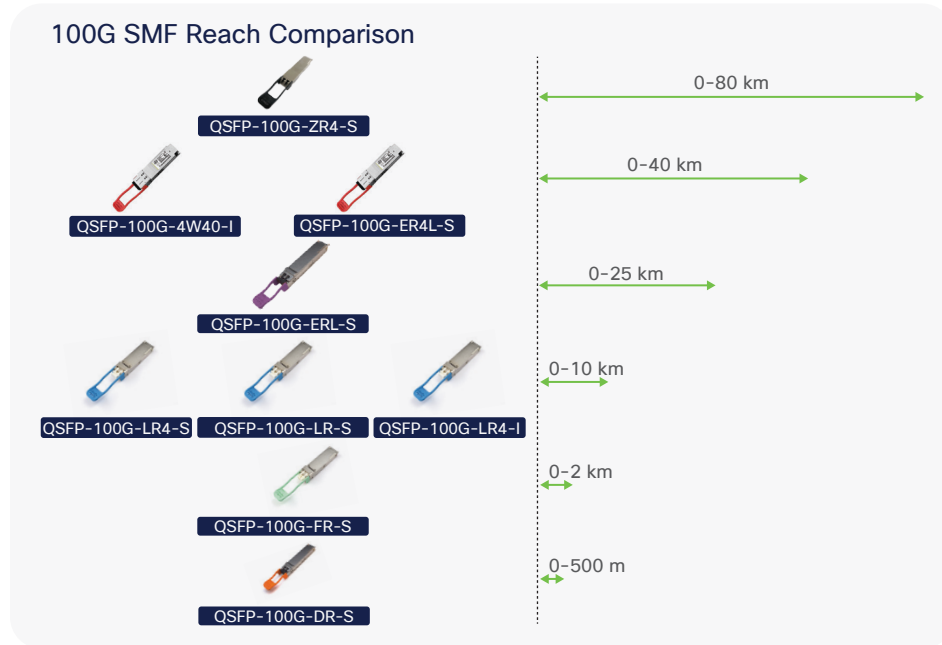 100G SMF Reach Comparison
0-80 km
QSFP-100G-ZR4-S
0-40 km
QSFP-100G-4W40-I
QSFP-100G-ER4L-S
0-25 km
QSFP-100G-ERL-S
0-10 km
QSFP-100G-LR4-S
QSFP-100G-LR-S
QSFP-100G-LR4-I
0-2 km
QSFP-100G-FR-S
0-500 m
QSFP-100G-DR-S